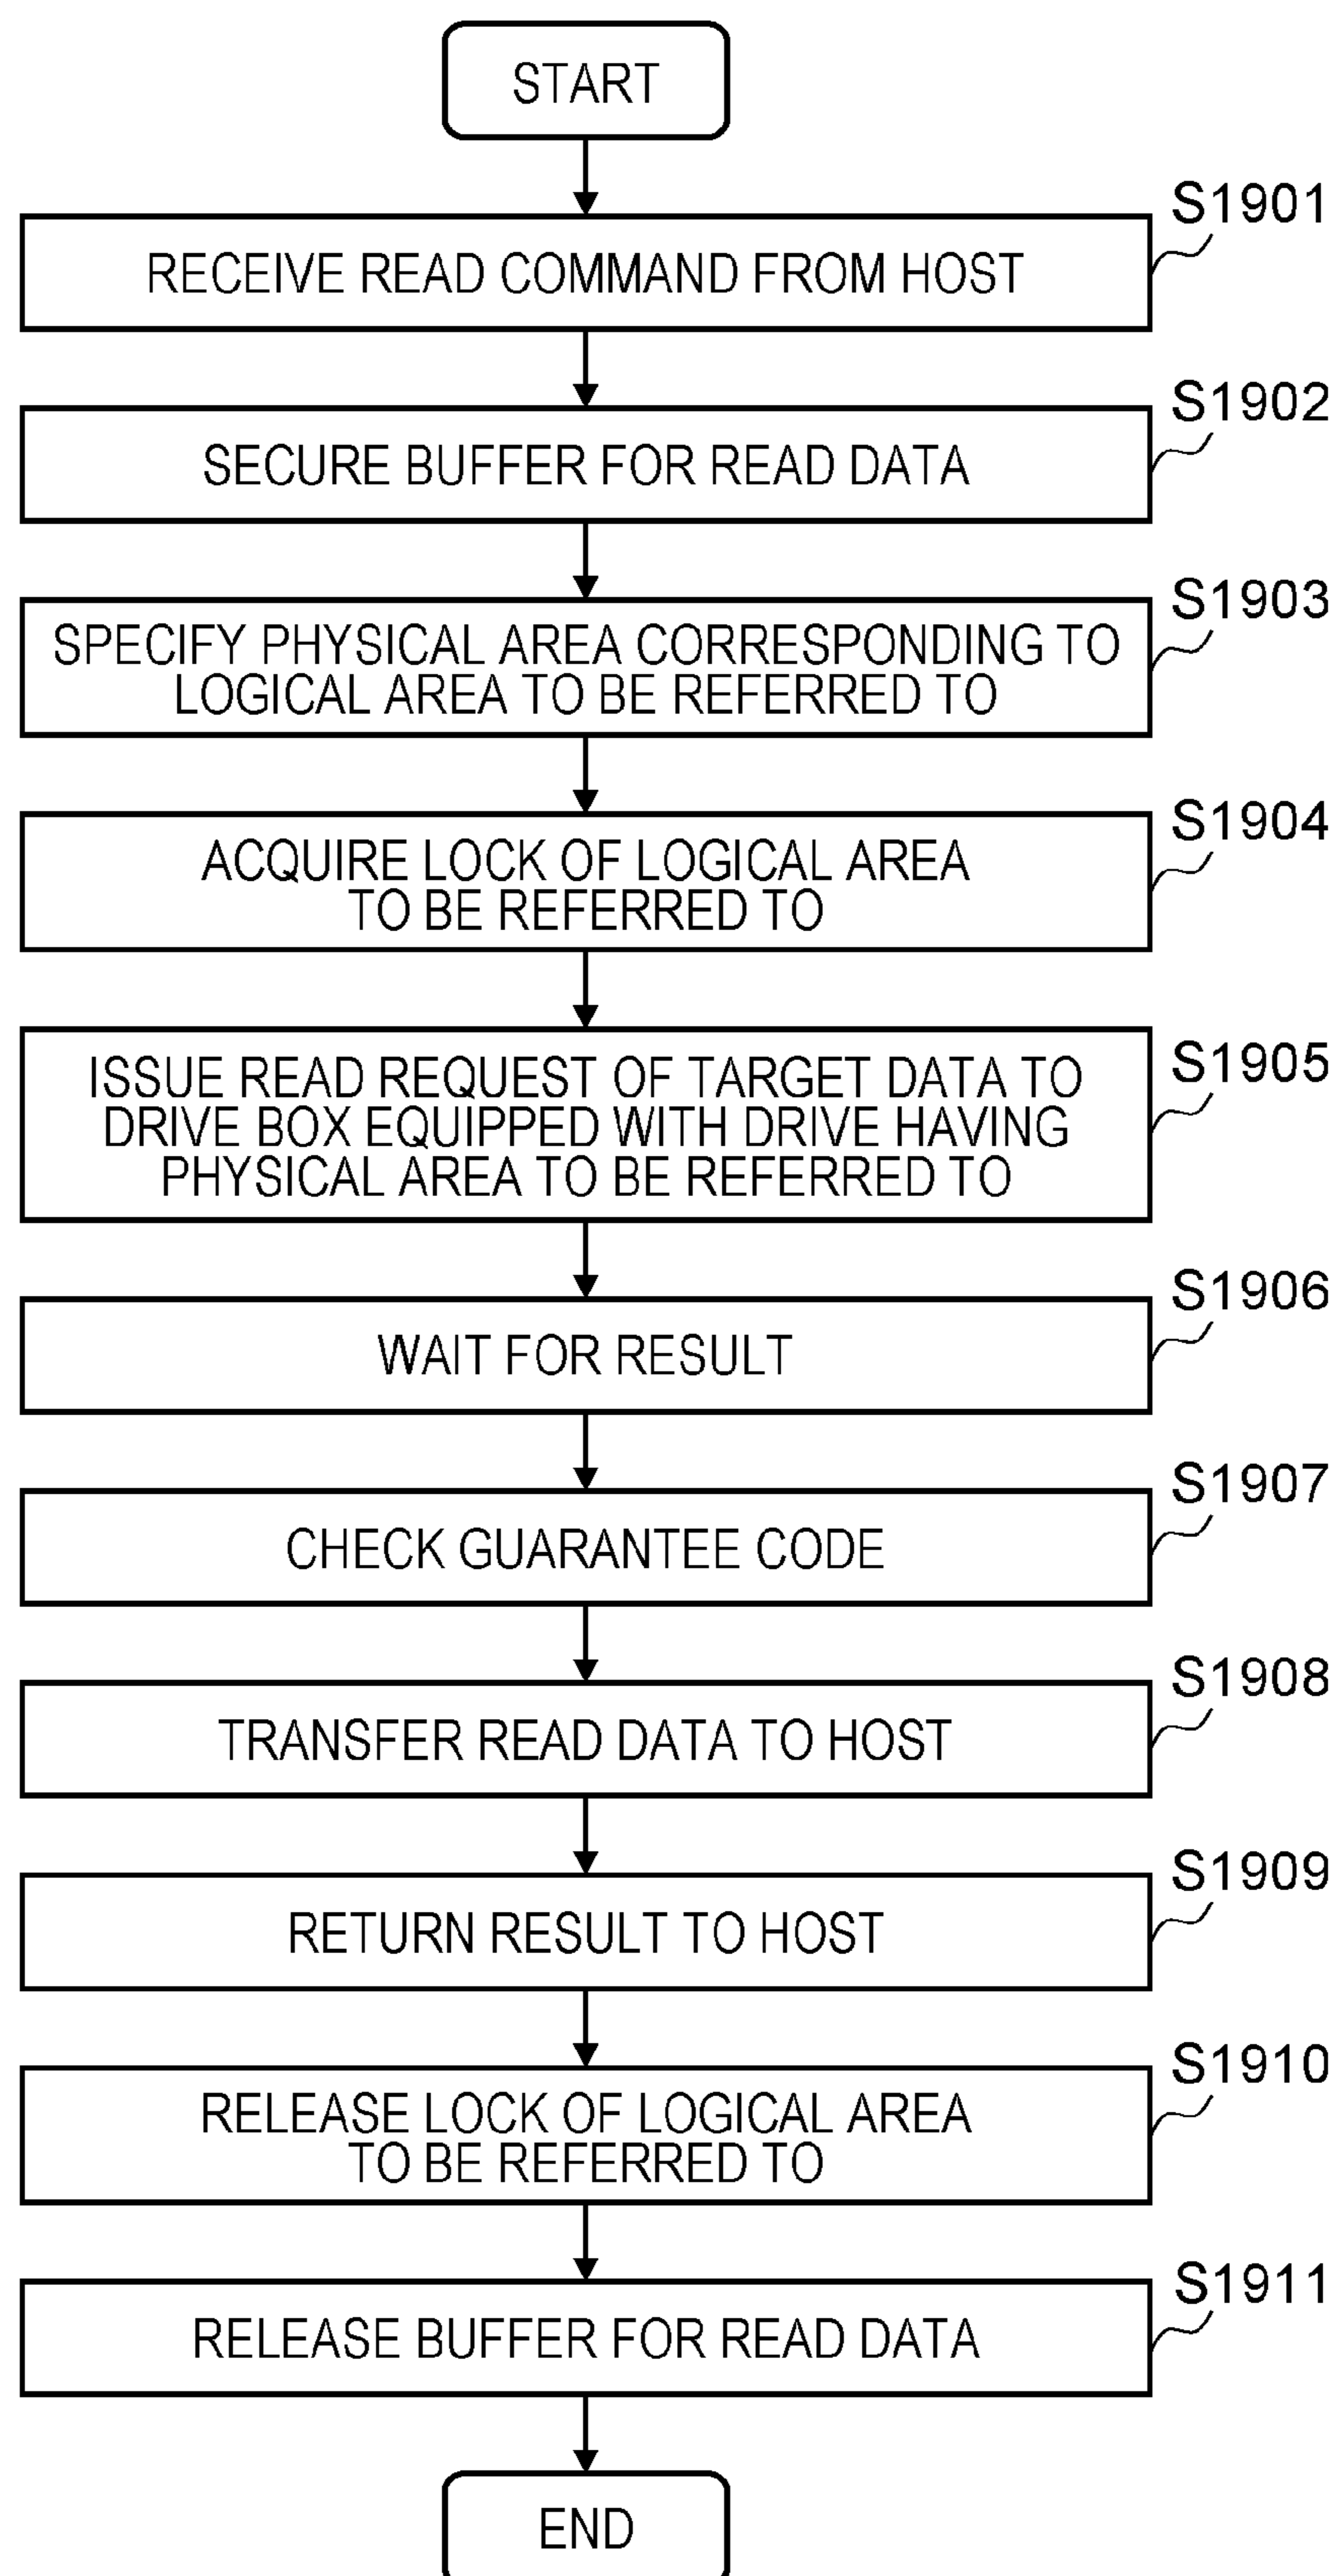 START
S1901
RECEIVE READ COMMAND FROM HOST
S1902
SECURE BUFFER FOR READ DATA
S1903
SPECIFY PHYSICAL AREA CORRESPONDING TO
LOGICAL AREA TO BE REFERRED TO
S1904
ACQUIRE LOCK OF LOGICAL AREA
TO BE REFERRED TO
S1905
ISSUE READ REQUEST OF TARGET DATA TO
DRIVE BOX EQUIPPED WITH DRIVE HAVING
PHYSICAL AREA TO BE REFERRED TO
S1906
WAIT FOR RESULT
S1907
CHECK GUARANTEE CODE
S1908
TRANSFER READ DATA TO HOST
S1909
RETURN RESULT TO HOST
S1910
RELEASE LOCK OF LOGICAL AREA
TO BE REFERRED TO
S1911
RELEASE BUFFER FOR READ DATA
END